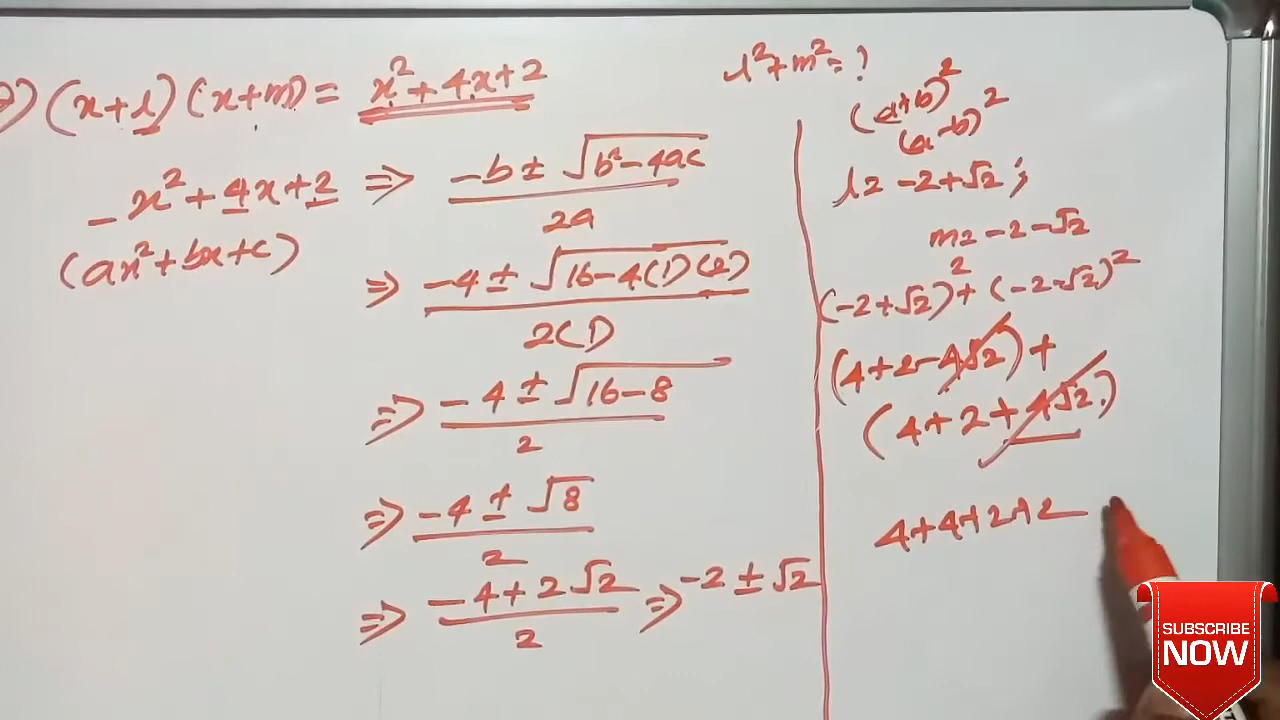 (x+l)(x+m) = x²+4x+2
x²+4x+2 ⇒ -b ± √b²-4ac / 2a
(ax²+bx+c)
⇒ -4 ± √16-4(1)(2) / 2(1)
⇒ -4 ± √16-8 / 2
⇒ -4 ± √8 / 2
⇒ -4+2√2 / 2 ⇒ -2 ± √2
l²+m²=?
(a+b)²
(a-b)²
l= -2+√2 ;
m= -2-√2
(-2+√2)²+(-2-√2)²
(4+2-4√2)+
(4+2+4√2)
4+4+2+2
SUBSCRIBE
NOW